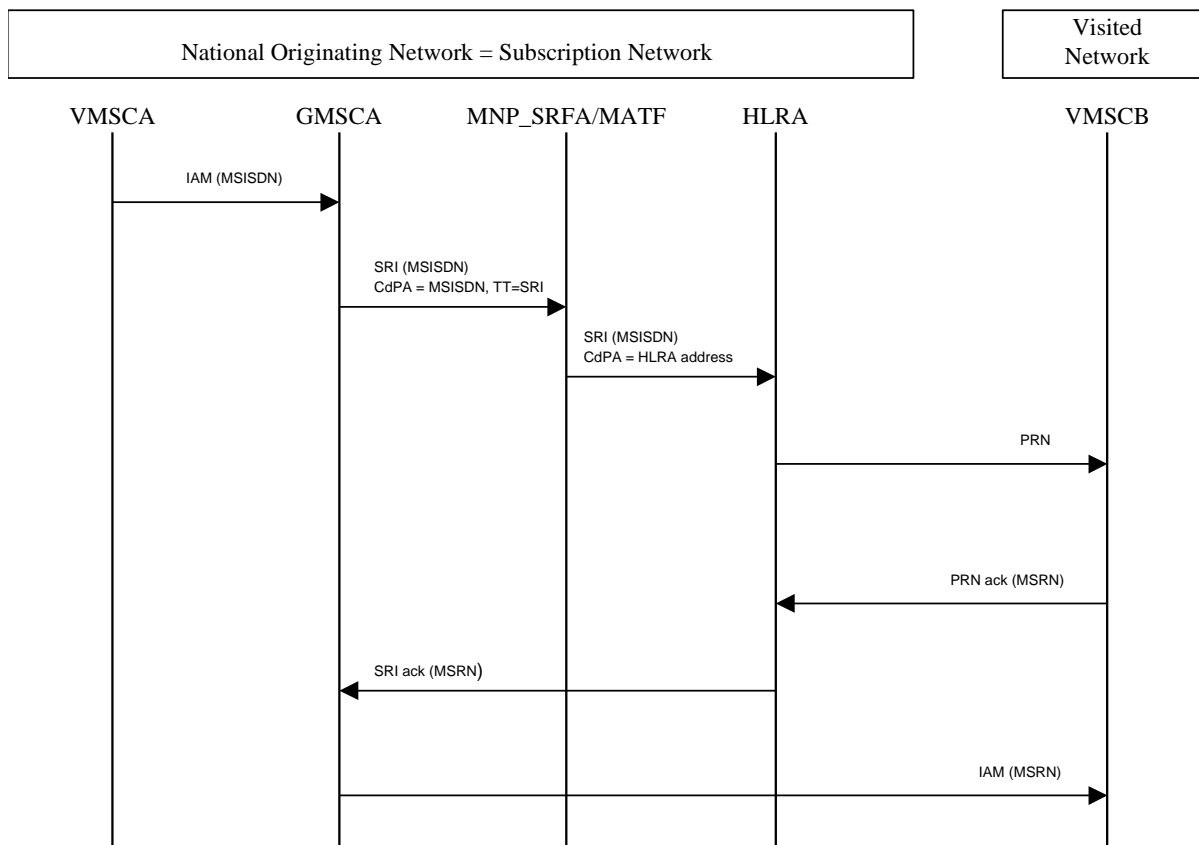 National Originating Network = Subscription Network
Visited
Network
VMSCA
GMSCA
MNP_SRFA/MATF
HLRA
VMSCB
IAM (MSISDN)
SRI (MSISDN)
CdPA = MSISDN, TT=SRI
SRI (MSISDN)
CdPA = HLRA address
PRN
PRN ack (MSRN)
SRI ack (MSRN)
IAM (MSRN)